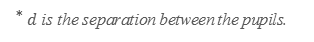 * d is the separation between the pupils.